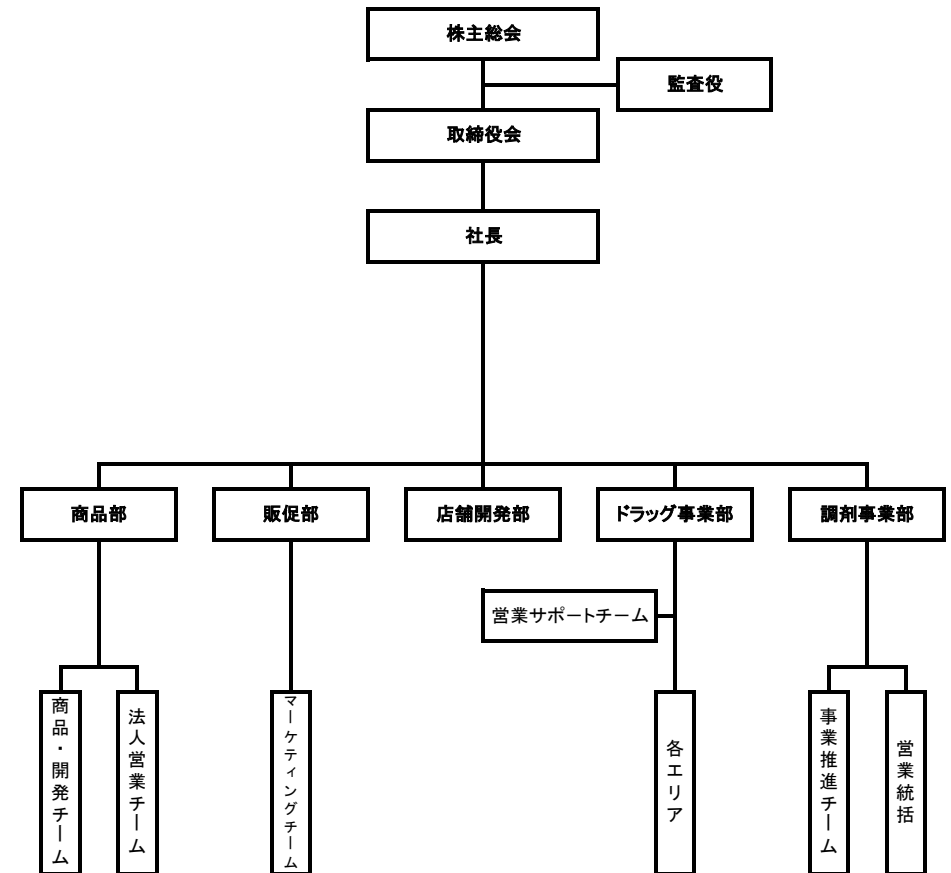 株主総会
監査役
取締役会
社長
商品部
販促部
店舗開発部
ドラッグ事業部
調剤事業部
営業サポートチーム
商品・開発チーム
法人営業チーム
マーケティングチーム
各エリア
事業推進チーム
営業統括